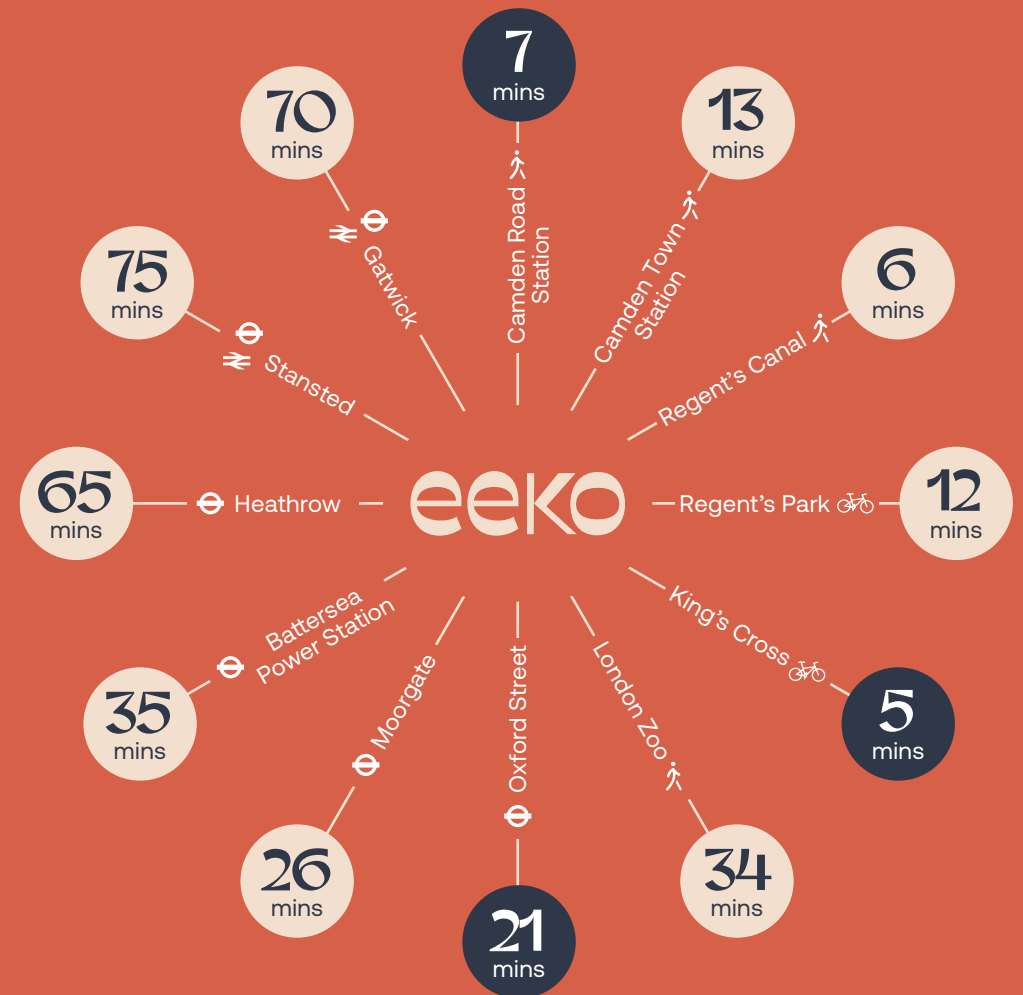 7
mins
Camden Road
Station
13
mins
Camden Town
Station
6
mins
Regent's Canal
12
mins
Regent's Park
5
mins
King's Cross
34
mins
London Zoo
21
mins
Oxford Street
26
mins
Moorgate
35
mins
Battersea
Power Station
65
mins
Heathrow
75
mins
Stansted
70
mins
Gatwick
eeko